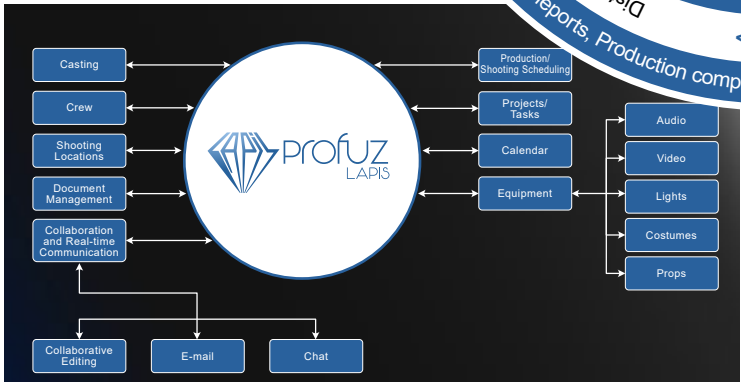 Reports, Production comp
Casting
Crew
Shooting
Locations
Document
Management
Collaboration
and Real-time
Communication
PROFUZ
LAPIS
Production/
Shooting Scheduling
Projects/
Tasks
Calendar
Equipment
Audio
Video
Lights
Costumes
Props
Collaborative
Editing
E-mail
Chat